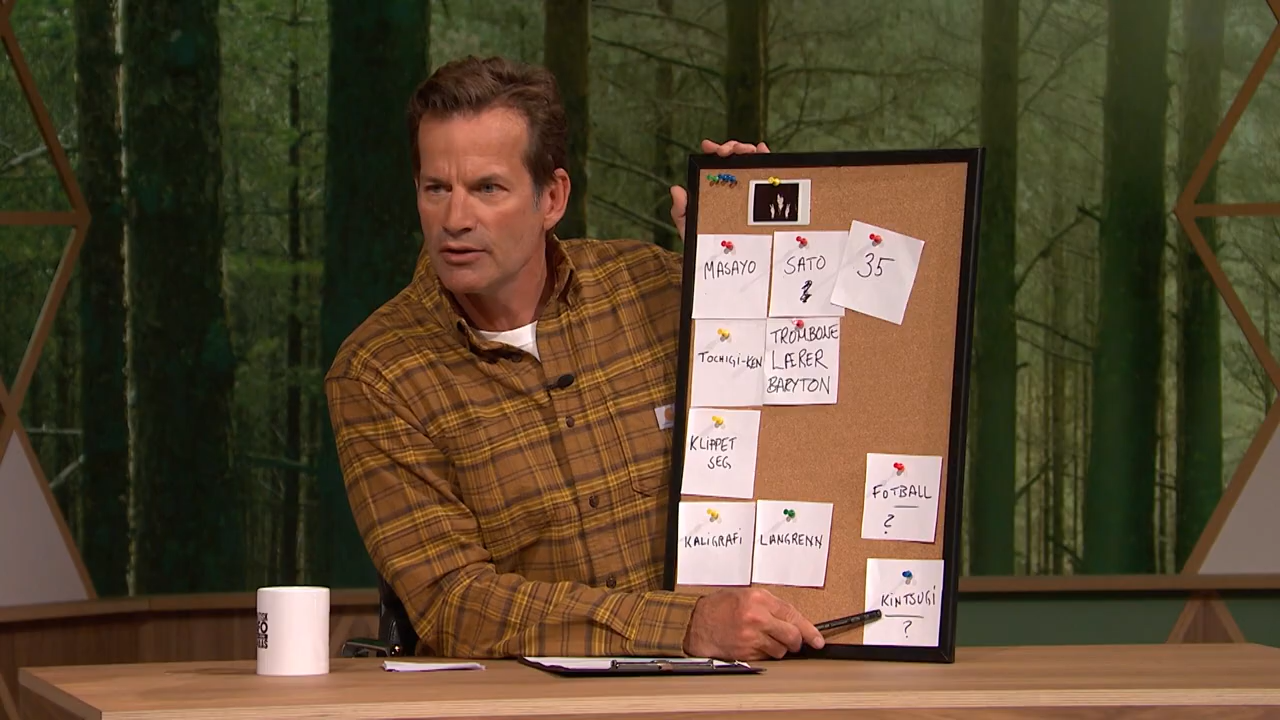 MASAYO
SATO
35
TOCHIGI-KEN
TROMBONE
LÆRER
BARYTON
KLIPPET
SEG
KALIGRAFI
LANGRENN
FOTBALL
?
KINTSUGI
?